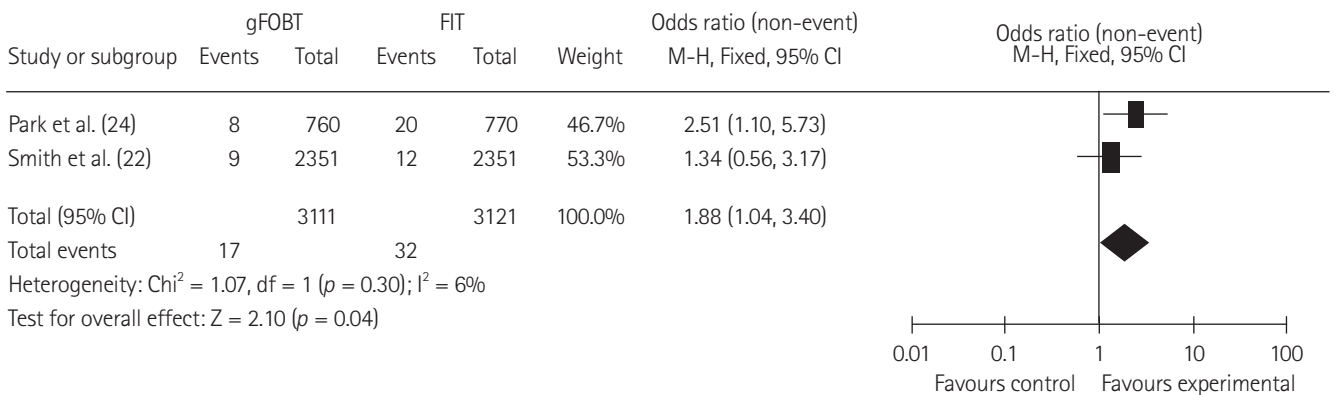 gFOBT FIT Odds ratio (non-event) Odds ratio (non-event)
Study or subgroup Events Total Events Total Weight M-H, Fixed, 95% CI M-H, Fixed, 95% CI
Park et al. (24) 8 760 20 770 46.7% 2.51 (1.10, 5.73)
Smith et al. (22) 9 2351 12 2351 53.3% 1.34 (0.56, 3.17)
Total (95% CI) 3111 3121 100.0% 1.88 (1.04, 3.40)
Total events 17 32
Heterogeneity: Chi² = 1.07, df = 1 (p = 0.30); I² = 6%
Test for overall effect: Z = 2.10 (p = 0.04)
0.01 0.1 1 10 100
Favours control Favours experimental